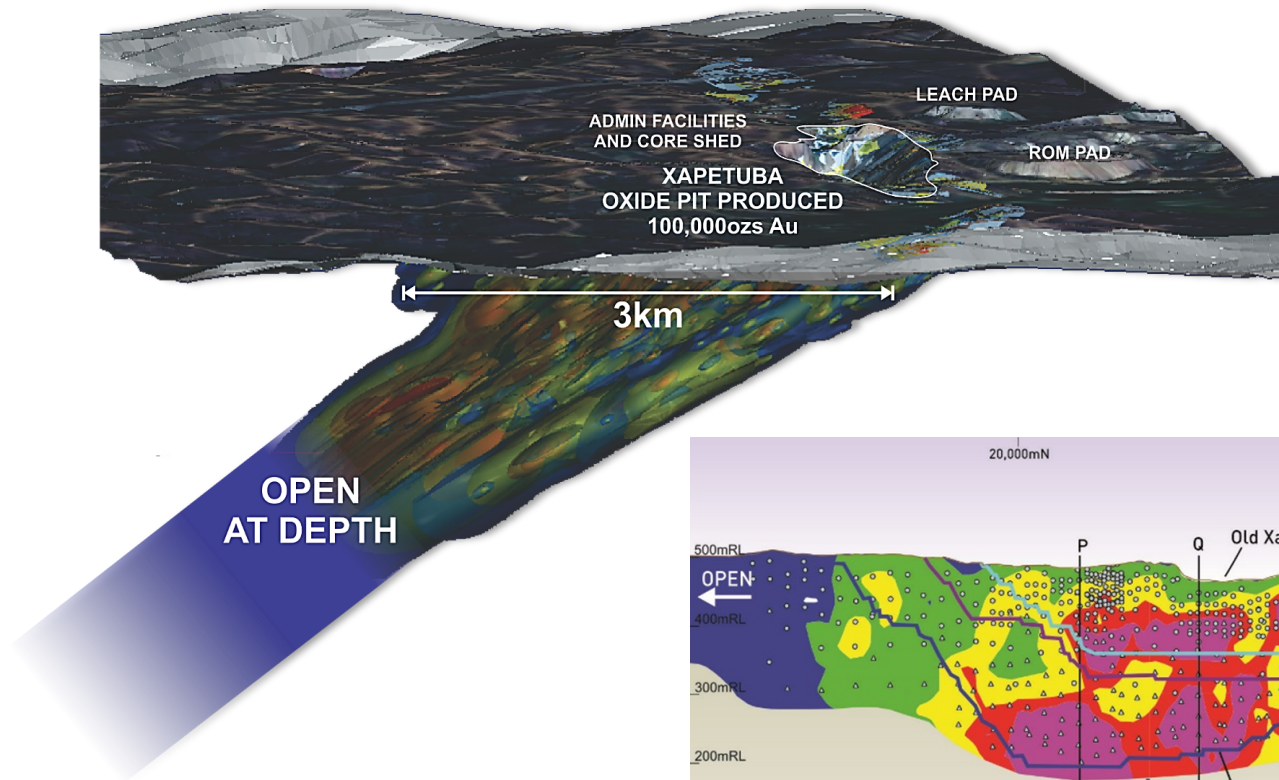 LEACH PAD
ADMIN FACILITIES
AND CORE SHED
ROM PAD
XAPETUBA
OXIDE PIT PRODUCED
100,000ozs Au
3km
OPEN
AT DEPTH
20,000mN
500mRL
P
Q
Old Xa
OPEN
400mRL
300mRL
200mRL